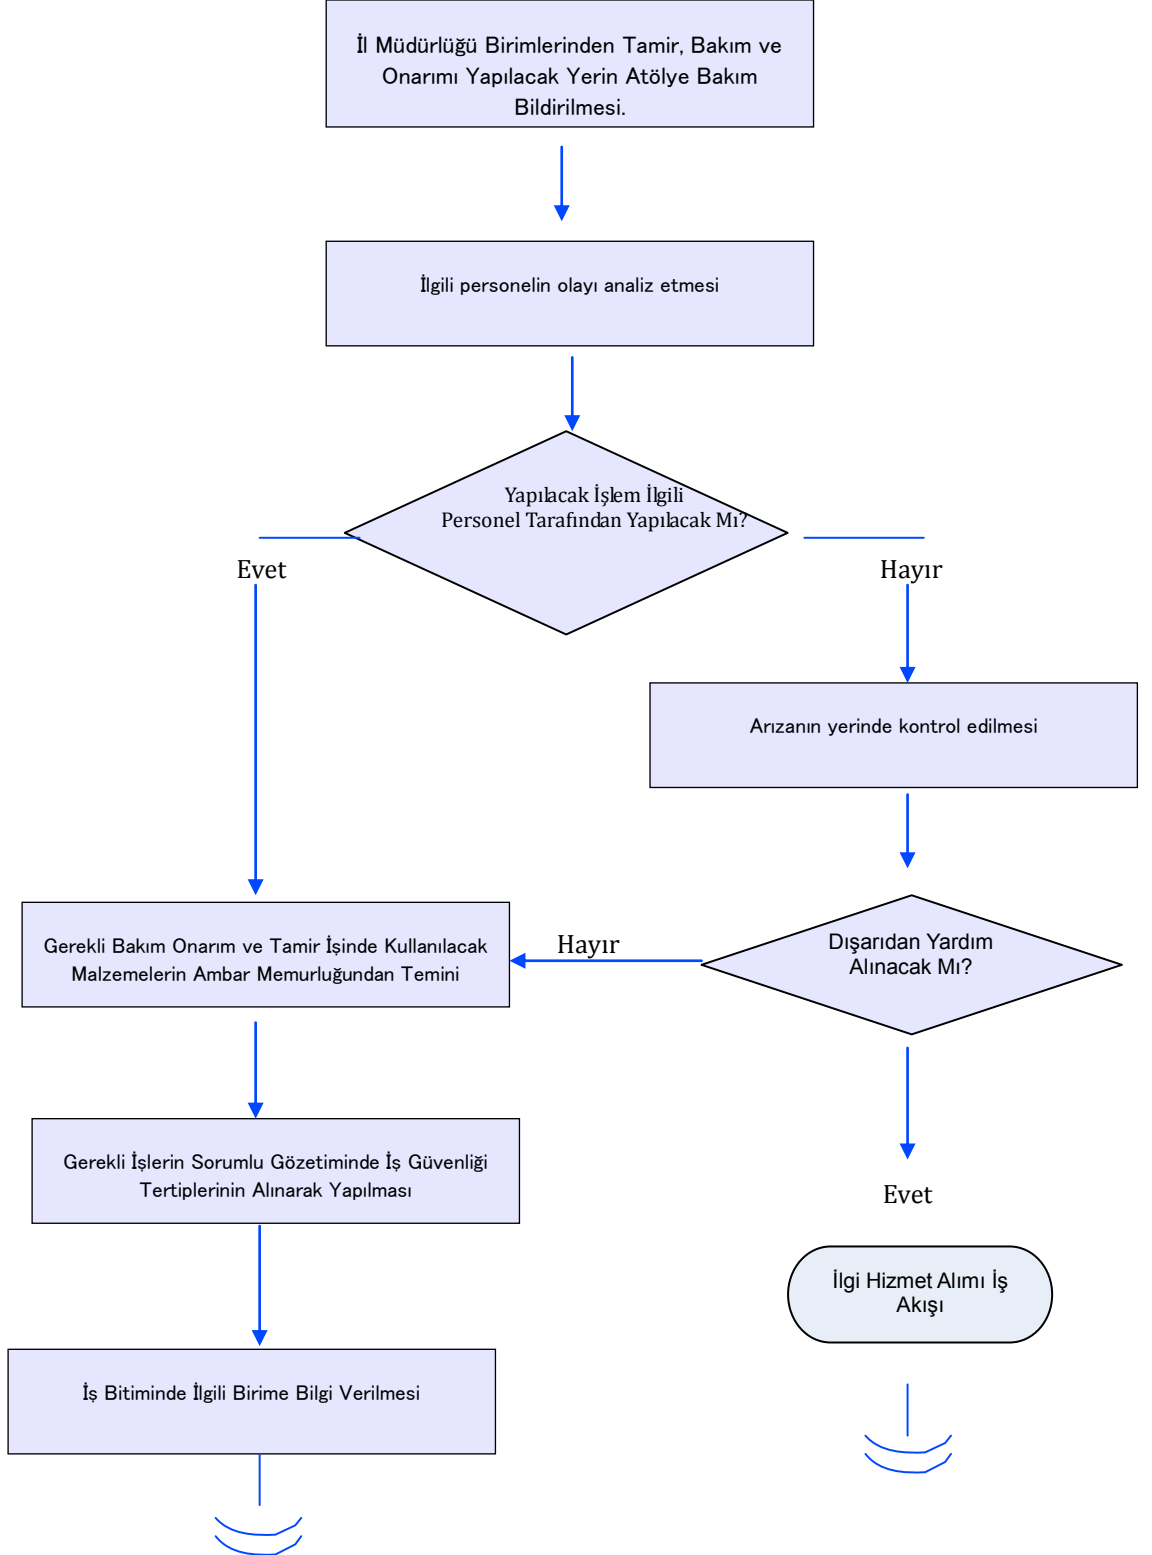 İl Müdürlüğü Birimlerinden Tamir, Bakım ve
Onarımı Yapılacak Yerin Atölye Bakım
Bildirilmesi.
İlgili personelin olayı analiz etmesi
Yapılacak İşlem İlgili
Personel Tarafından Yapılacak Mı?
Evet
Hayır
Arızanın yerinde kontrol edilmesi
Gerekli Bakım Onarım ve Tamir İşinde Kullanılacak
Malzemelerin Ambar Memurluğundan Temini
Hayır
Dışarıdan Yardım
Alınacak Mı?
Gerekli İşlerin Sorumlu Gözetiminde İş Güvenliği
Tertiplerinin Alınarak Yapılması
Evet
İlgi Hizmet Alımı İş
Akışı
İş Bitiminde İlgili Birime Bilgi Verilmesi